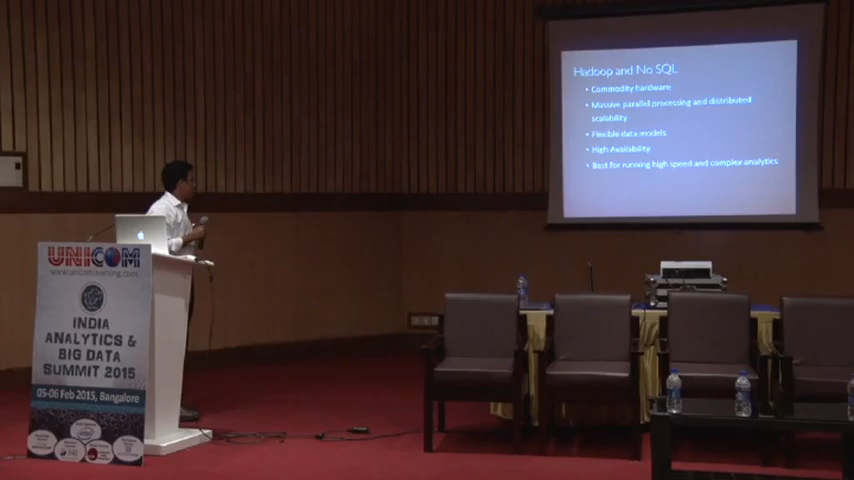 Hadoop and No SQL
• Commodity hardware
• Massive parallel processing and distributed
scalability
• Flexible data models
• High Availability
• Best for running high speed and complex analytics
UNICOM
www.unicomlearning.com
INDIA
ANALYTICS &
BIG DATA
SUMMIT 2015
05-06 Feb 2015, Bangalore